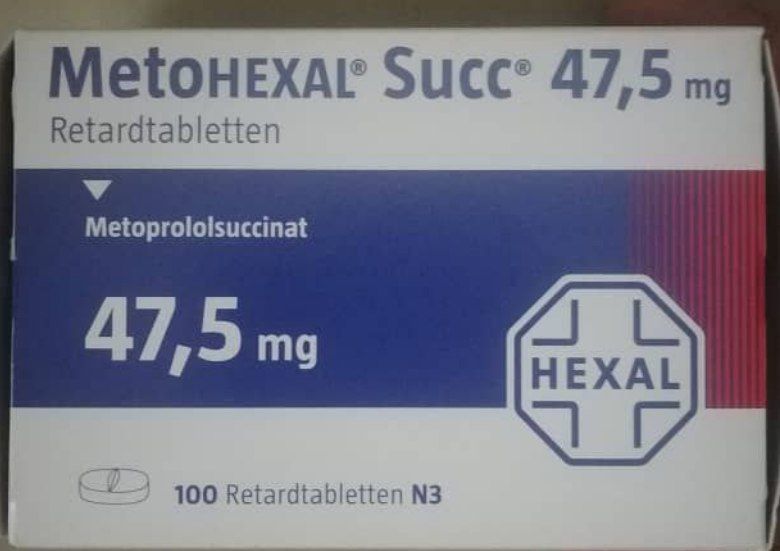 MetoHEXAL® Succ® 47,5 mg
Retardtabletten
Metoprololsuccinat
47,5 mg
HEXAL
100 Retardtabletten N3